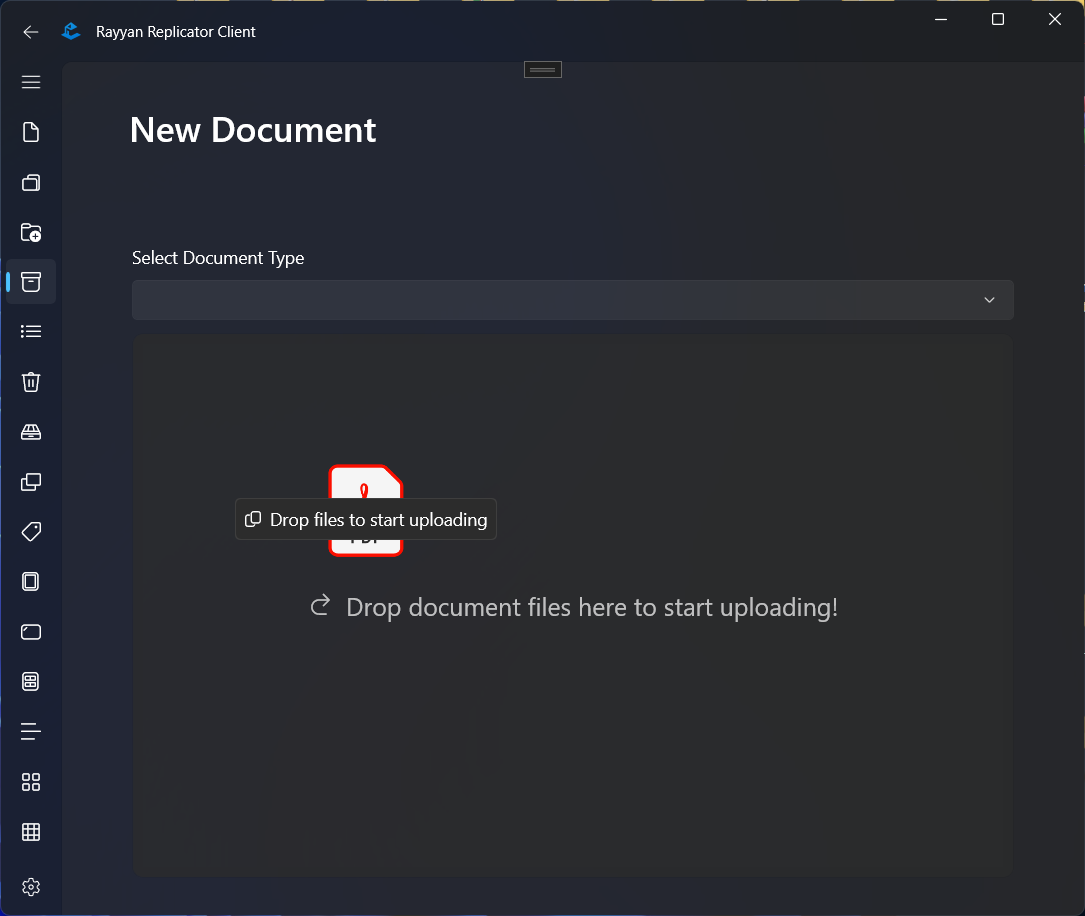 Rayyan Replicator Client
New Document
Select Document Type
Drop files to start uploading
Drop document files here to start uploading!